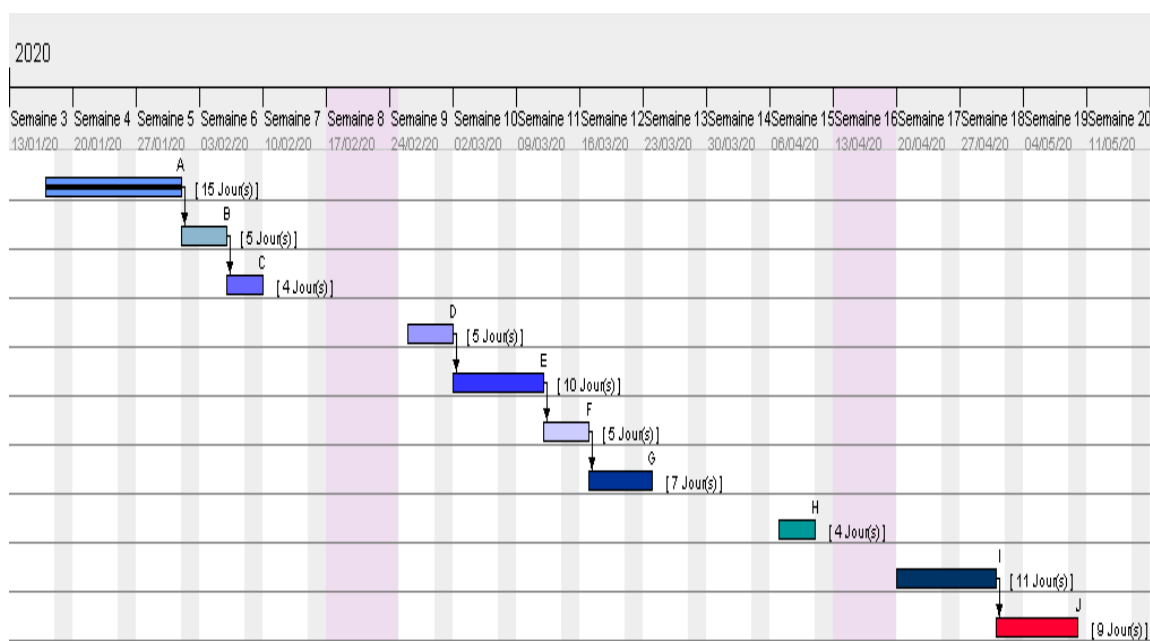 2020
Semaine 3 Semaine 4 Semaine 5 Semaine 6 Semaine 7 Semaine 8 Semaine 9 Semaine 10 Semaine 11 Semaine 12 Semaine 13 Semaine 14 Semaine 15 Semaine 16 Semaine 17 Semaine 18 Semaine 19 Semaine 20
13/01/20 20/01/20 27/01/20 03/02/20 10/02/20 17/02/20 24/02/20 02/03/20 09/03/20 16/03/20 23/03/20 30/03/20 06/04/20 13/04/20 20/04/20 27/04/20 04/05/20 11/05/20
A
[ 15 Jour(s) ]
B
[ 5 Jour(s) ]
C
[ 4 Jour(s) ]
D
[ 5 Jour(s) ]
E
[ 10 Jour(s) ]
F
[ 5 Jour(s) ]
G
[ 7 Jour(s) ]
H
[ 4 Jour(s) ]
I
[ 11 Jour(s) ]
J
[ 9 Jour(s) ]